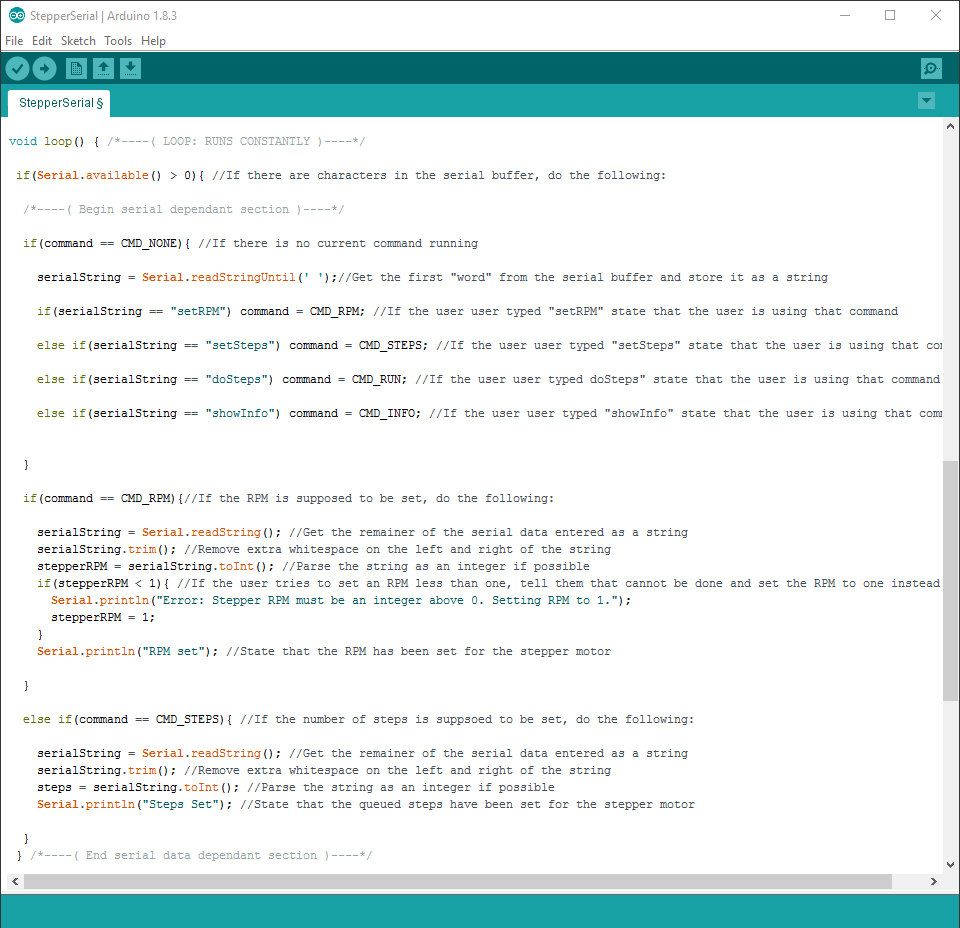 StepperSerial | Arduino 1.8.3
File Edit Sketch Tools Help
StepperSerial §
void loop() { /*----( LOOP: RUNS CONSTANTLY )----*/
if(Serial.available() > 0){ //If there are characters in the serial buffer, do the following:
/*----( Begin serial dependant section )----*/
if(command == CMD_NONE){ //If there is no current command running
serialString = Serial.readStringUntil(' ');//Get the first "word" from the serial buffer and store it as a string
if(serialString == "setRPM") command = CMD_RPM; //If the user user typed "setRPM" state that the user is using that command
else if(serialString == "setSteps") command = CMD_STEPS; //If the user user typed "setSteps" state that the user is using that co
else if(serialString == "doSteps") command = CMD_RUN; //If the user user typed doSteps" state that the user is using that command
else if(serialString == "showInfo") command = CMD_INFO; //If the user user typed "showInfo" state that the user is using that com
}
if(command == CMD_RPM){//If the RPM is supposed to be set, do the following:
serialString = Serial.readString(); //Get the remainer of the serial data entered as a string
serialString.trim(); //Remove extra whitespace on the left and right of the string
stepperRPM = serialString.toInt(); //Parse the string as an integer if possible
if(stepperRPM < 1){ //If the user tries to set an RPM less than one, tell them that cannot be done and set the RPM to one instead
Serial.println("Error: Stepper RPM must be an integer above 0. Setting RPM to 1.");
stepperRPM = 1;
}
Serial.println("RPM set"); //State that the RPM has been set for the stepper motor
}
else if(command == CMD_STEPS){ //If the number of steps is suppsoed to be set, do the following:
serialString = Serial.readString(); //Get the remainer of the serial data entered as a string
serialString.trim(); //Remove extra whitespace on the left and right of the string
steps = serialString.toInt(); //Parse the string as an integer if possible
Serial.println("Steps Set"); //State that the queued steps have been set for the stepper motor
}
} /*----( End serial data dependant section )----*/